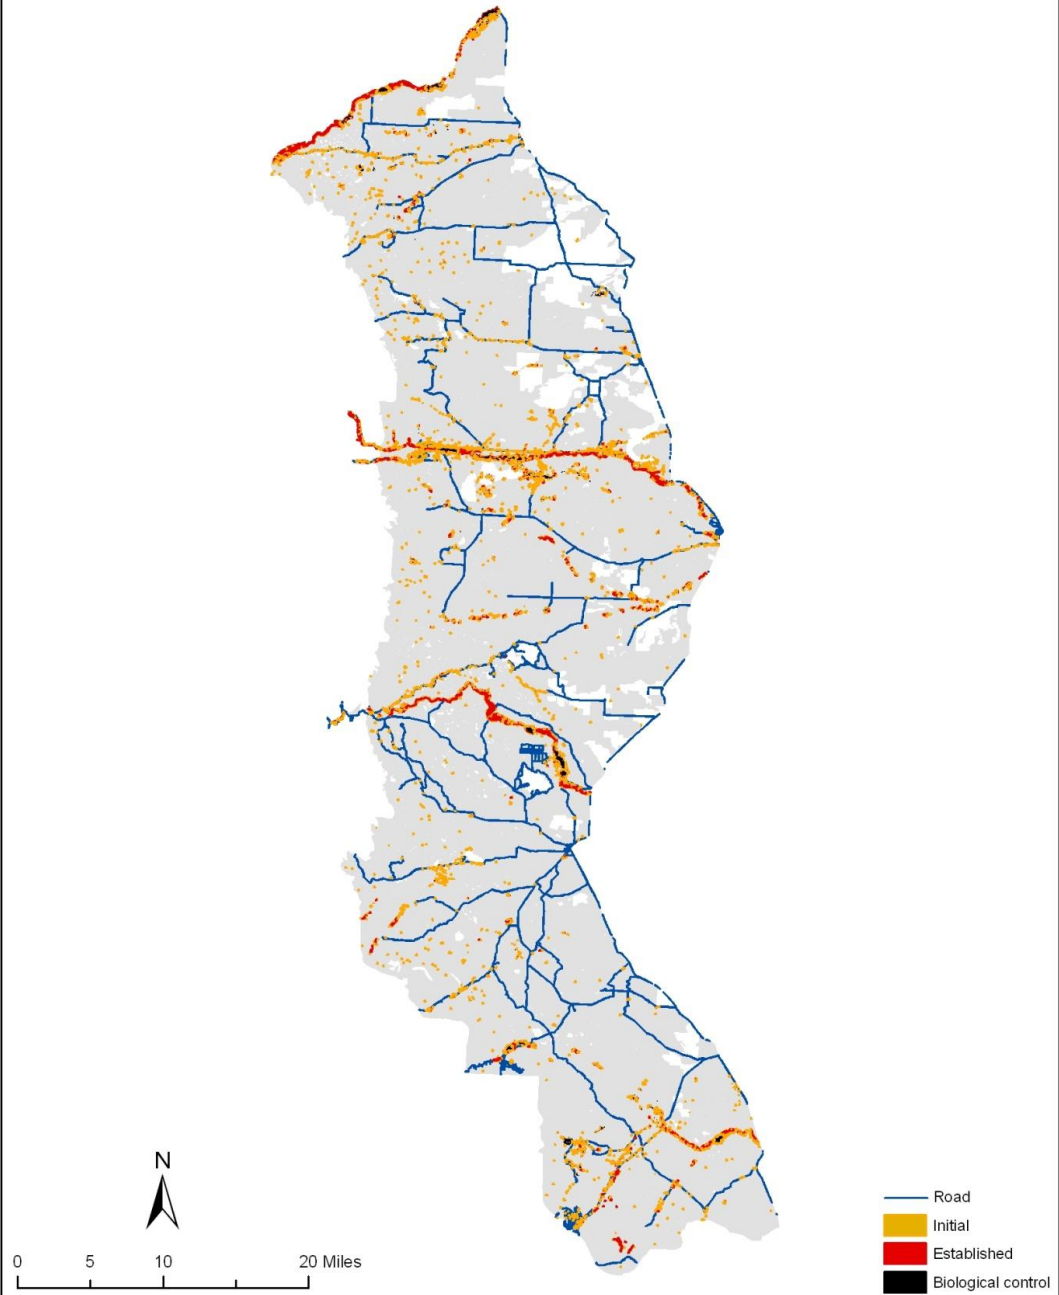 N
0 5 10 20 Miles
Road
Initial
Established
Biological control